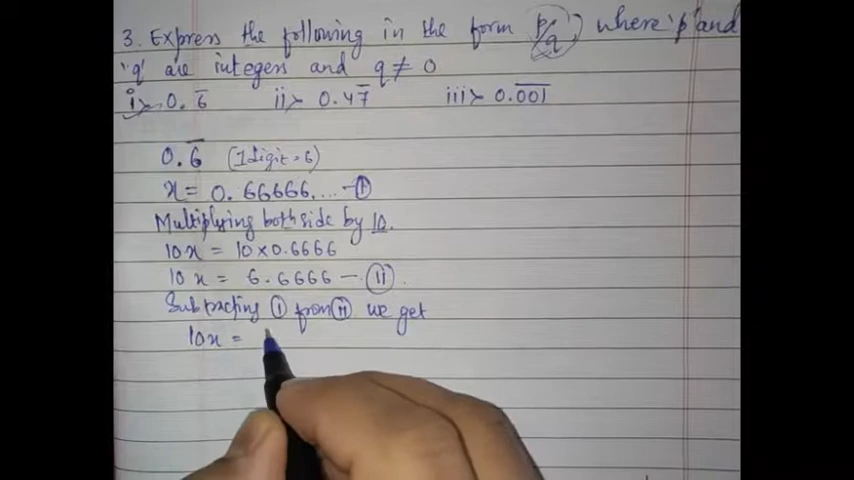 3. Express the following in the form p/q, where 'p' and
'q' are integers and q ≠ 0
i> 0.6̅ ii> 0.47̅ iii> 0.0̅0̅1̅
0.6̅ (1 digit = 6)
x = 0.66666... — (i)
Multiplying both side by 10.
10x = 10 × 0.6666
10x = 6.6666 — (ii)
Subtracting (i) from (ii) we get
10x =